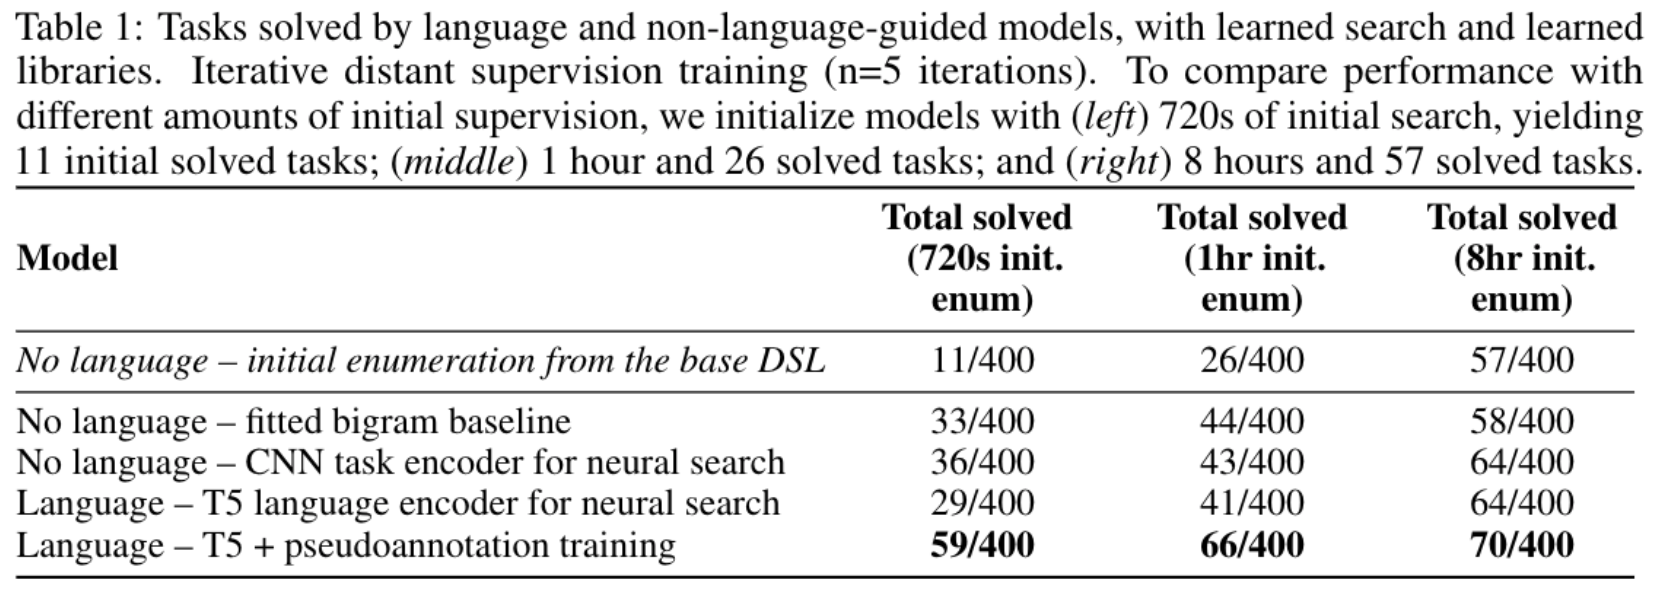 Table 1: Tasks solved by language and non-language-guided models, with learned search and learned
libraries. Iterative distant supervision training (n=5 iterations). To compare performance with
different amounts of initial supervision, we initialize models with (left) 720s of initial search, yielding
11 initial solved tasks; (middle) 1 hour and 26 solved tasks; and (right) 8 hours and 57 solved tasks.
Model
Total solved (720s init. enum)
Total solved (1hr init. enum)
Total solved (8hr init. enum)
No language – initial enumeration from the base DSL 11/400 26/400 57/400
No language – fitted bigram baseline 33/400 44/400 58/400
No language – CNN task encoder for neural search 36/400 43/400 64/400
Language – T5 language encoder for neural search 29/400 41/400 64/400
Language – T5 + pseudoannotation training 59/400 66/400 70/400